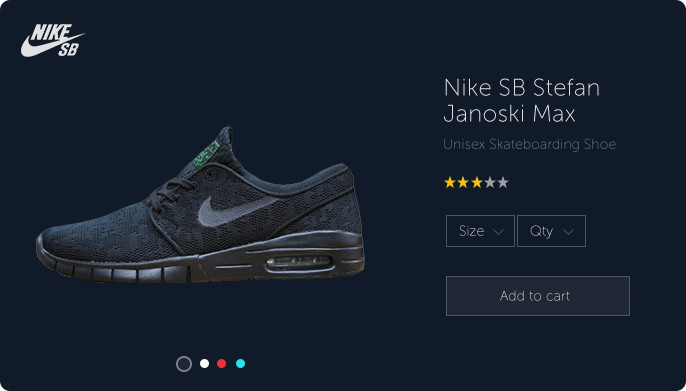 NIKE
SB
Nike SB Stefan
Janoski Max
Unisex Skateboarding Shoe
Size
Qty
Add to cart